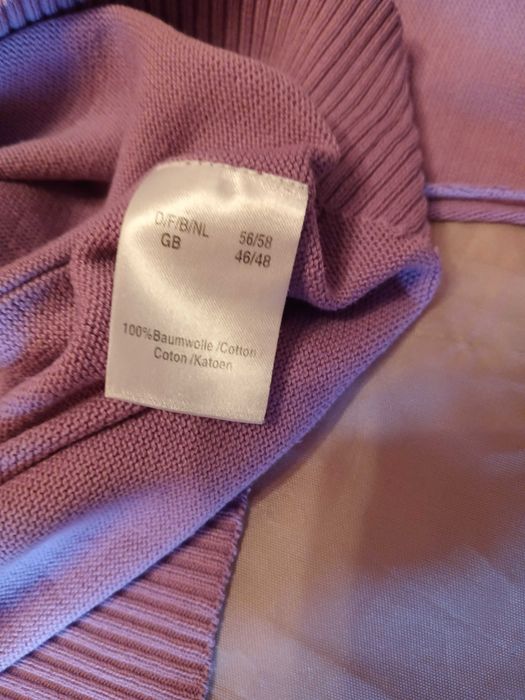 D/F/B/NL 56/58
GB 46/48
100%Baumwolle /Cotton
Coton /Katoen